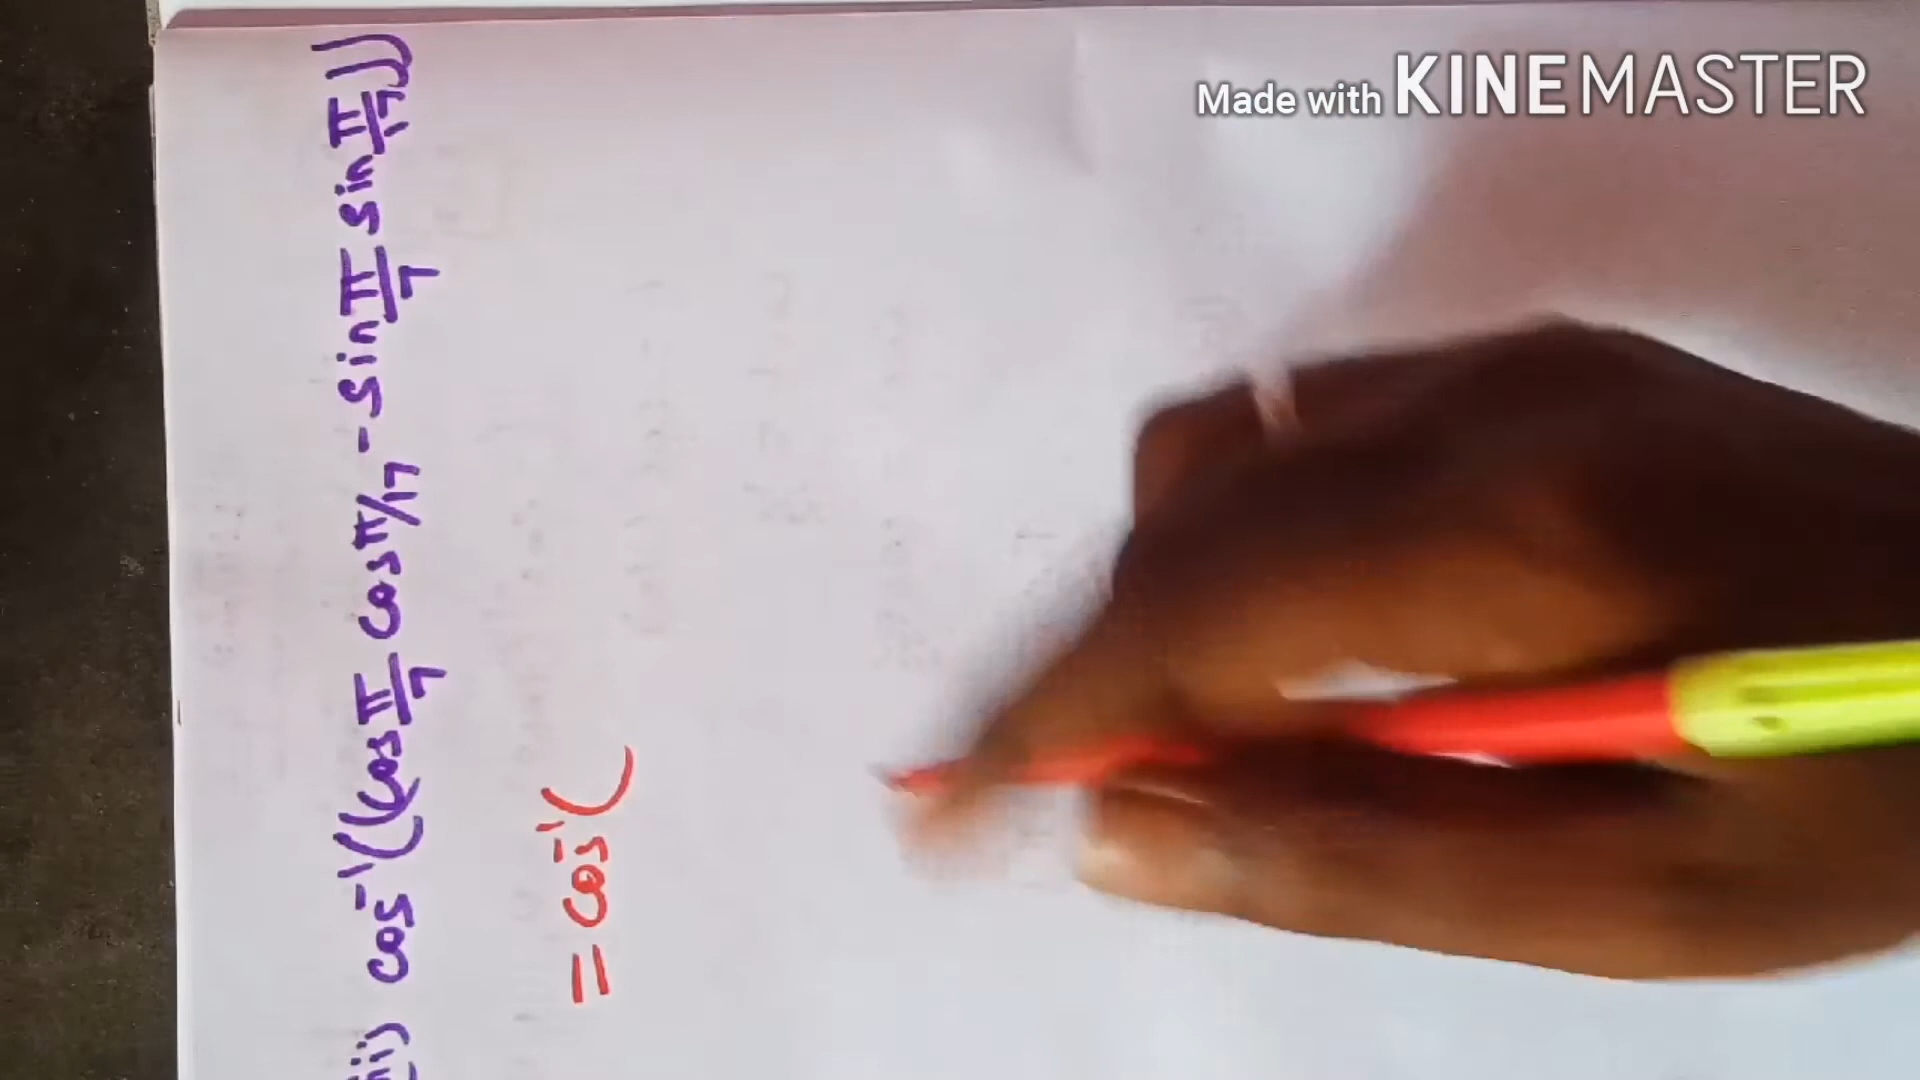 Made with KINEMASTER
ii) cos⁻¹(cos π/7 cos π/17 - sin π/7 sin π/17))
= cos⁻¹(